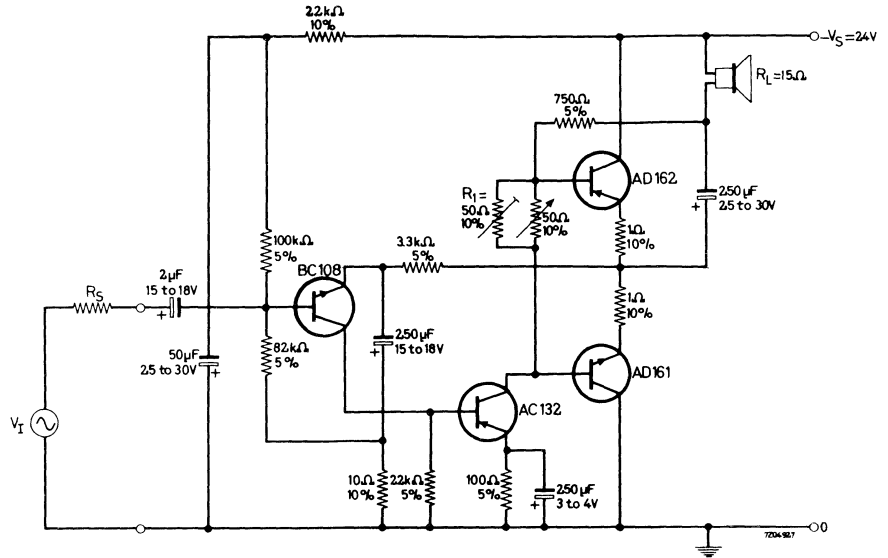 2.2kΩ
10%
−V_S=24V
R_L=15Ω
750Ω
5%
AD162
R_1=
50Ω
10%
50Ω
10%
250µF
25 to 30V
+
1Ω
10%
100kΩ
5%
3.3kΩ
5%
BC108
2µF
15 to 18V
+
R_S
1Ω
10%
250µF
15 to 18V
+
82kΩ
5%
50µF
25 to 30V
+
AD161
AC132
V_I
10Ω
10%
2.2kΩ
5%
100Ω
5%
250µF
3 to 4V
+
7204927
0